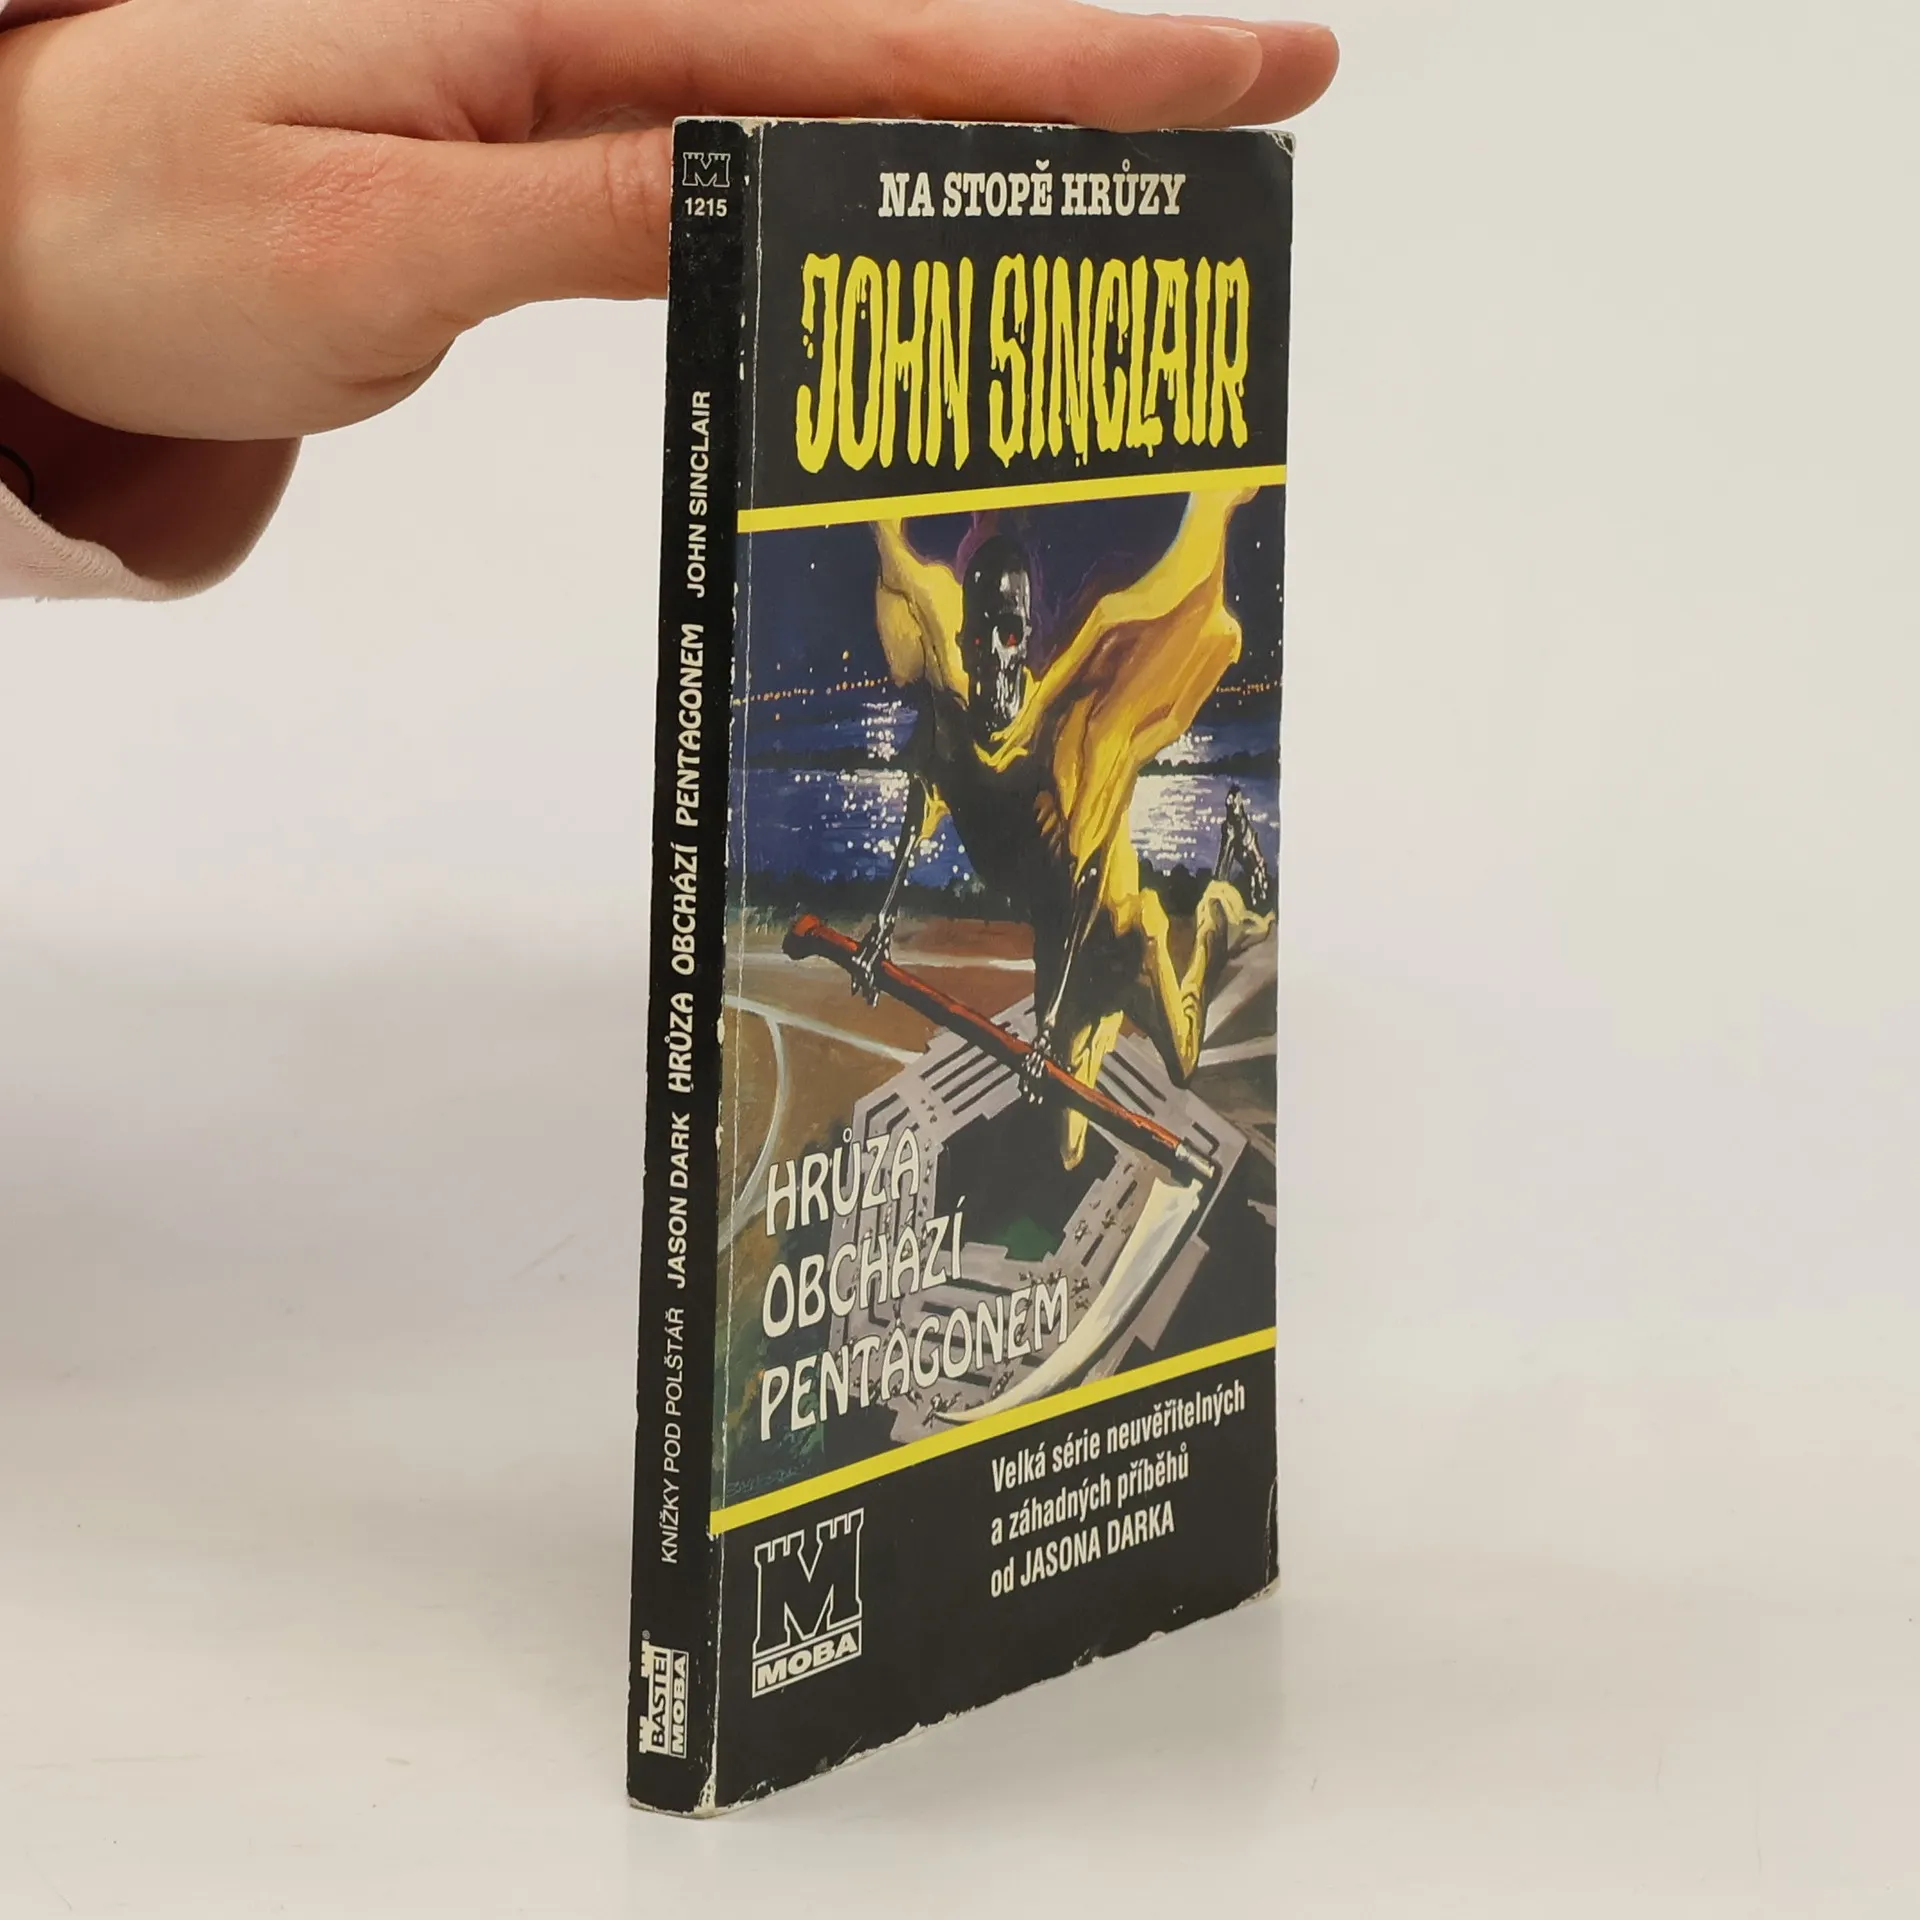 M
1215
KNÍŽKY POD POLŠTÁŘ JASON DARK HRŮZA OBCHÁZÍ PENTAGONEM JOHN SINCLAIR
BASTEI
MOBA
NA STOPĚ HRŮZY
JOHN SINCLAIR
HRŮZA
OBCHÁZÍ
PENTAGONEM
Velká série neuvěřitelných
a záhadných příběhů
od JASONA DARKA
M
MOBA